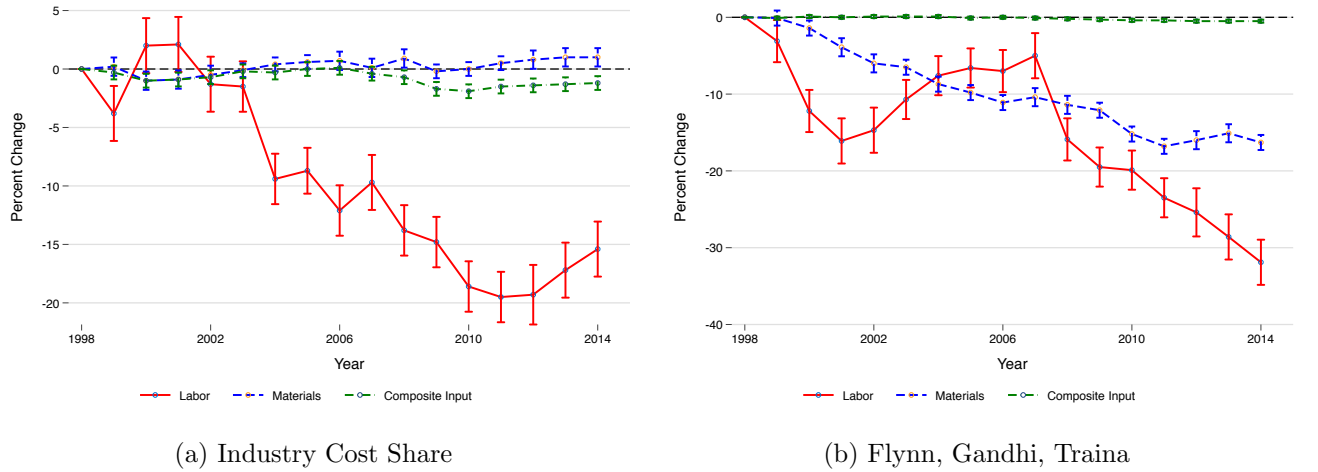 5
0
-5
-10
-15
-20
Percent Change
1998
2002
2006
2010
2014
Year
Labor
Materials
Composite Input
(a) Industry Cost Share
0
-10
-20
-30
-40
Percent Change
1998
2002
2006
2010
2014
Year
Labor
Materials
Composite Input
(b) Flynn, Gandhi, Traina